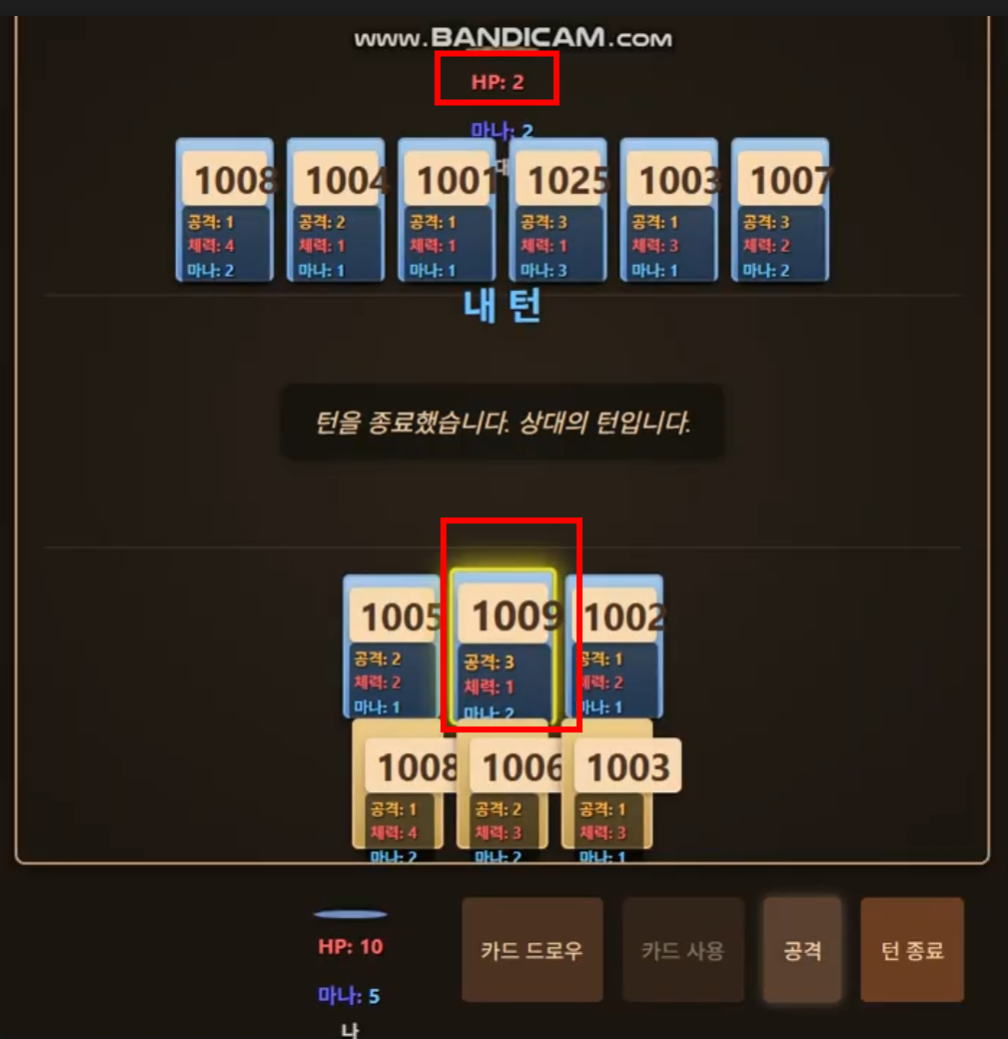 www.BANDICAM.com
HP: 2
마나: 2
대
1008 1004 1001 1025 1003 1007
공격: 1 공격: 2 공격: 1 공격: 3 공격: 1 공격: 3
체력: 4 체력: 1 체력: 1 체력: 1 체력: 3 체력: 2
마나: 2 마나: 1 마나: 1 마나: 3 마나: 1 마나: 2
내 턴
턴을 종료했습니다. 상대의 턴입니다.
1005 1009 1002
공격: 2 공격: 3 공격: 1
체력: 2 체력: 1 체력: 2
마나: 1 마나: 2 마나: 1
1008 1006 1003
공격: 1 공격: 2 공격: 1
체력: 4 체력: 3 체력: 3
마나: 2 마나: 2 마나: 1
HP: 10
마나: 5
나
카드 드로우 카드 사용 공격 턴 종료